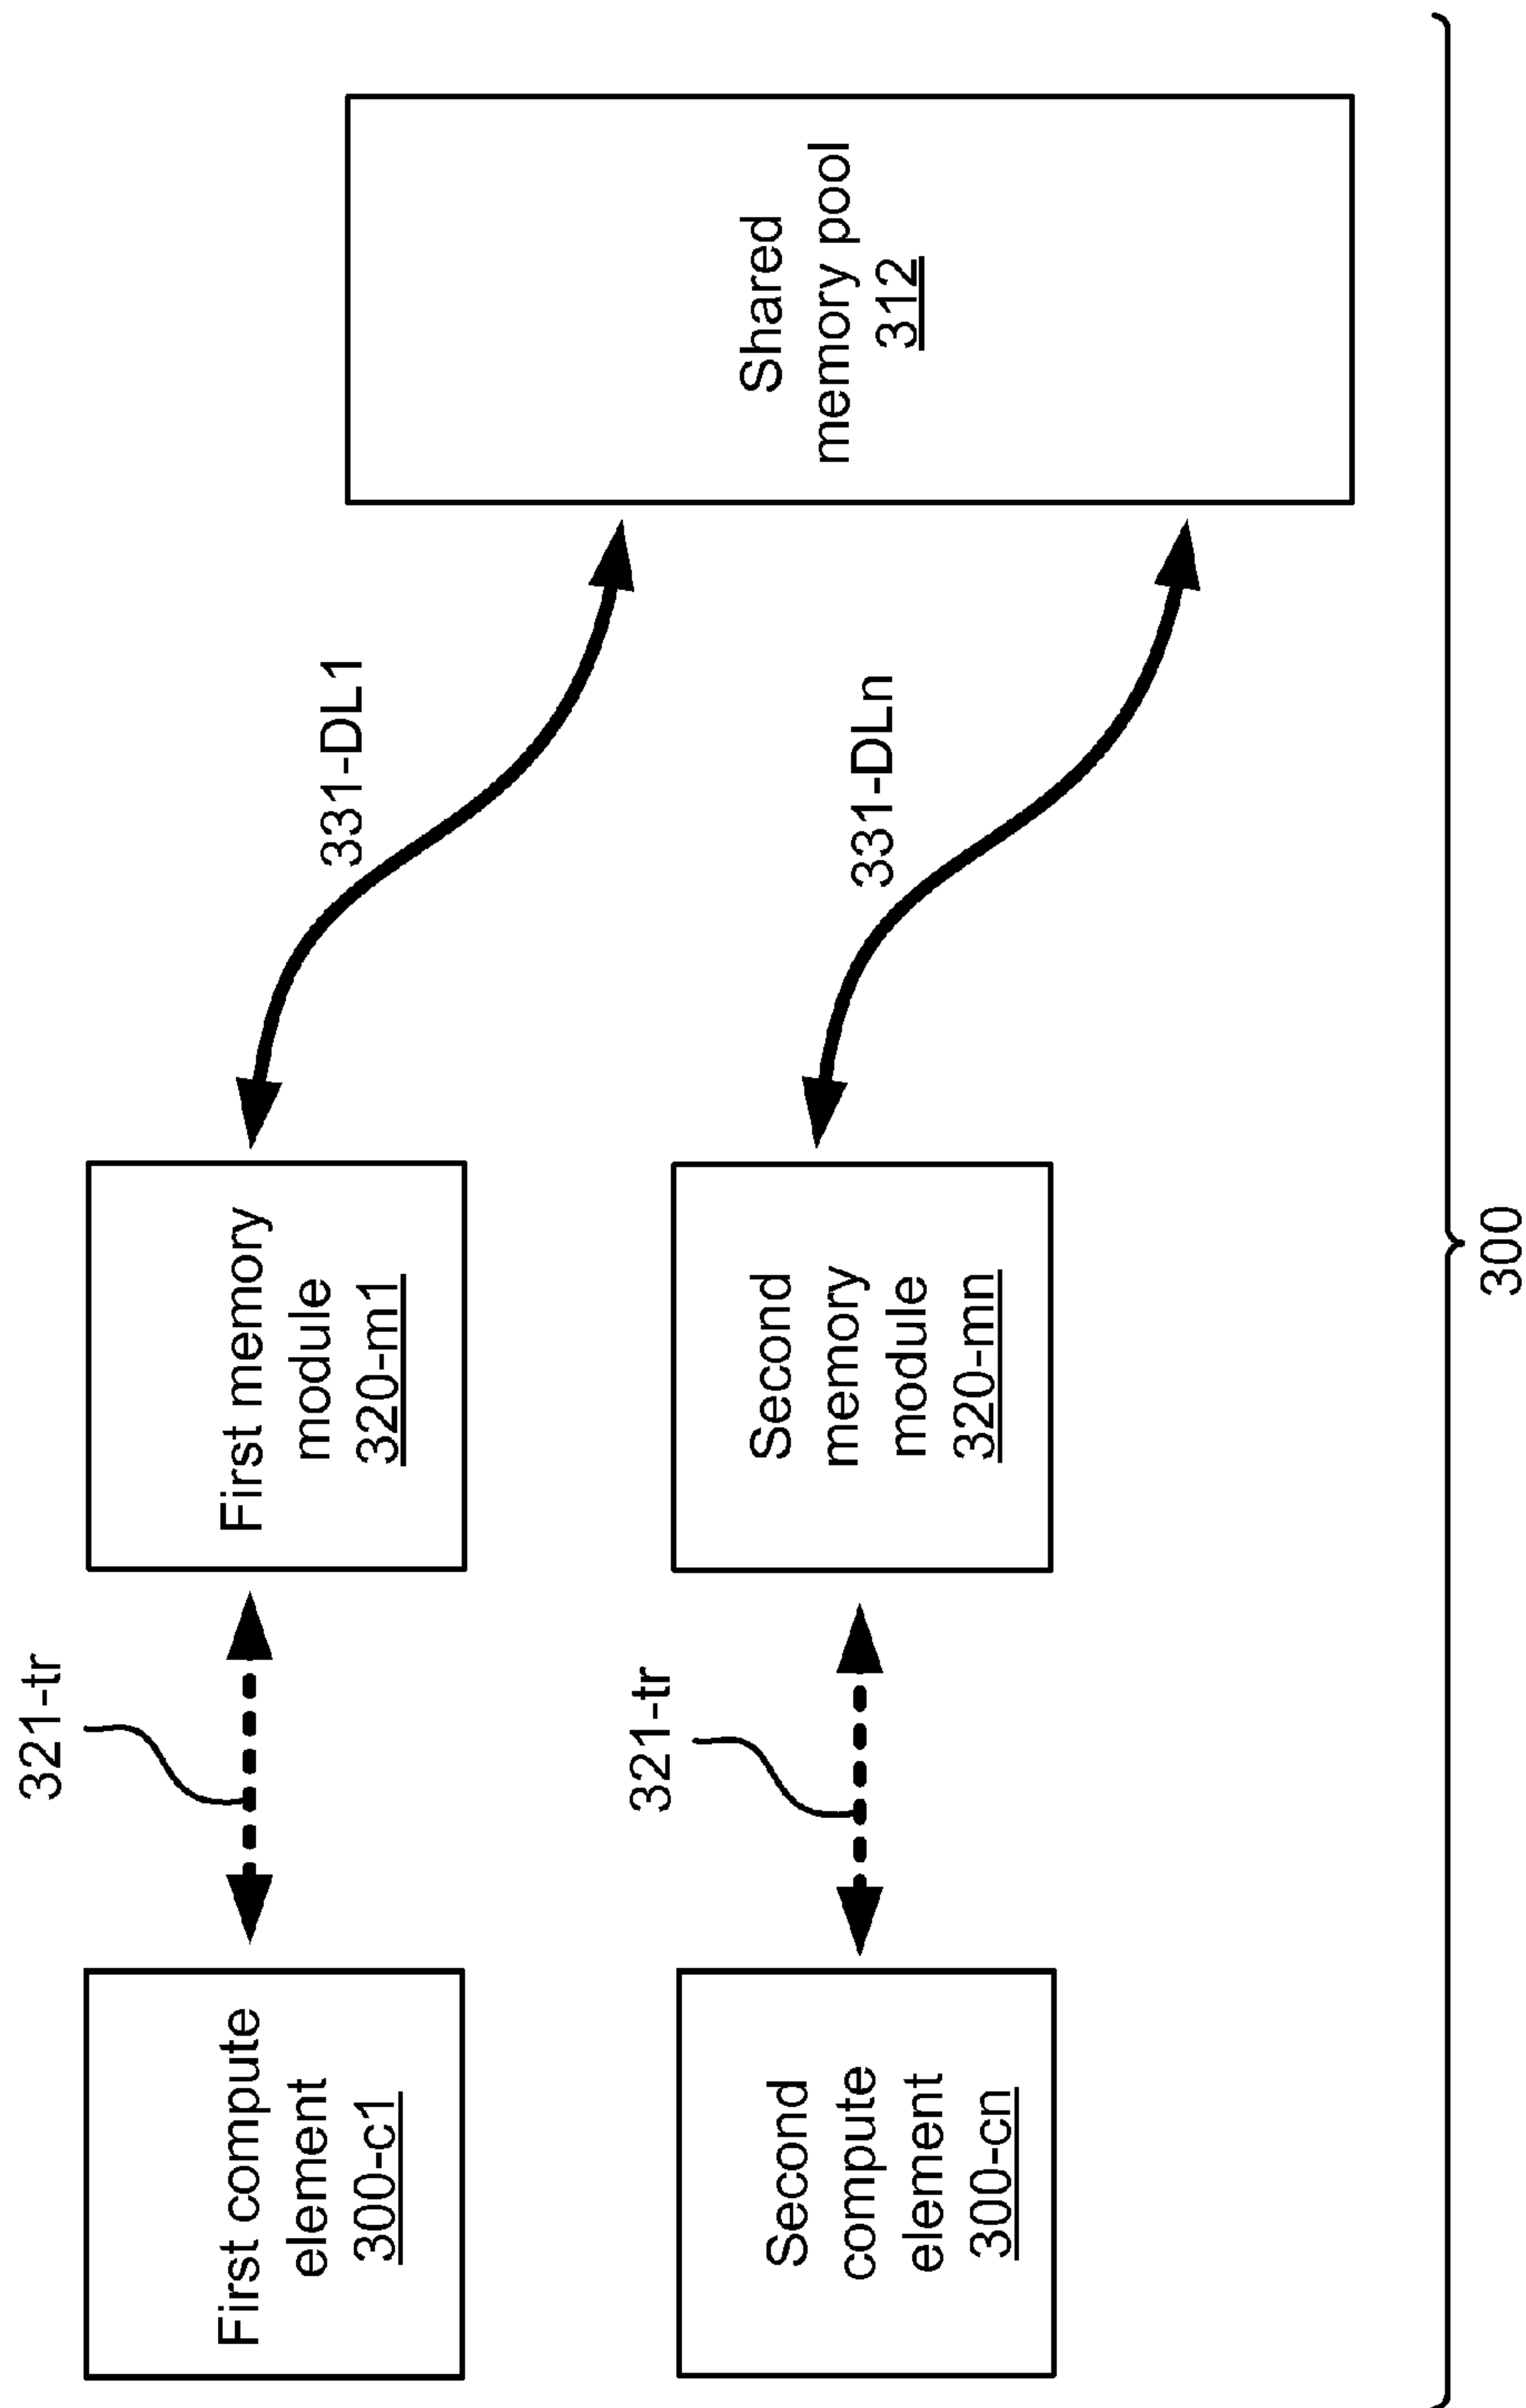 321-tr
331-DL1
First compute
element
300-c1
First memory
module
320-m1
Shared
memory pool
312
321-tr
331-DLn
Second
compute
element
300-cn
Second
memory
module
320-mn
300